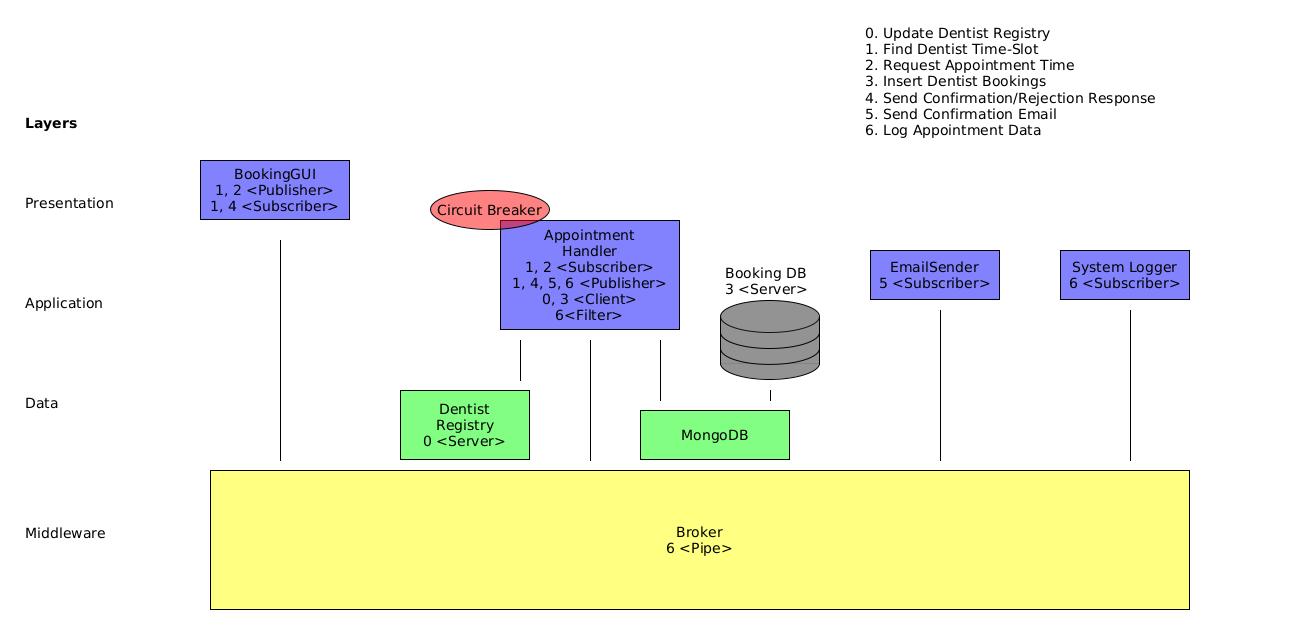 0. Update Dentist Registry
1. Find Dentist Time-Slot
2. Request Appointment Time
3. Insert Dentist Bookings
4. Send Confirmation/Rejection Response
5. Send Confirmation Email
6. Log Appointment Data
Layers
Presentation
BookingGUI
1, 2 <Publisher>
1, 4 <Subscriber>
Circuit Breaker
Appointment
Handler
1, 2 <Subscriber>
1, 4, 5, 6 <Publisher>
0, 3 <Client>
6<Filter>
Application
Booking DB
3 <Server>
EmailSender
5 <Subscriber>
System Logger
6 <Subscriber>
Data
Dentist
Registry
0 <Server>
MongoDB
Middleware
Broker
6 <Pipe>